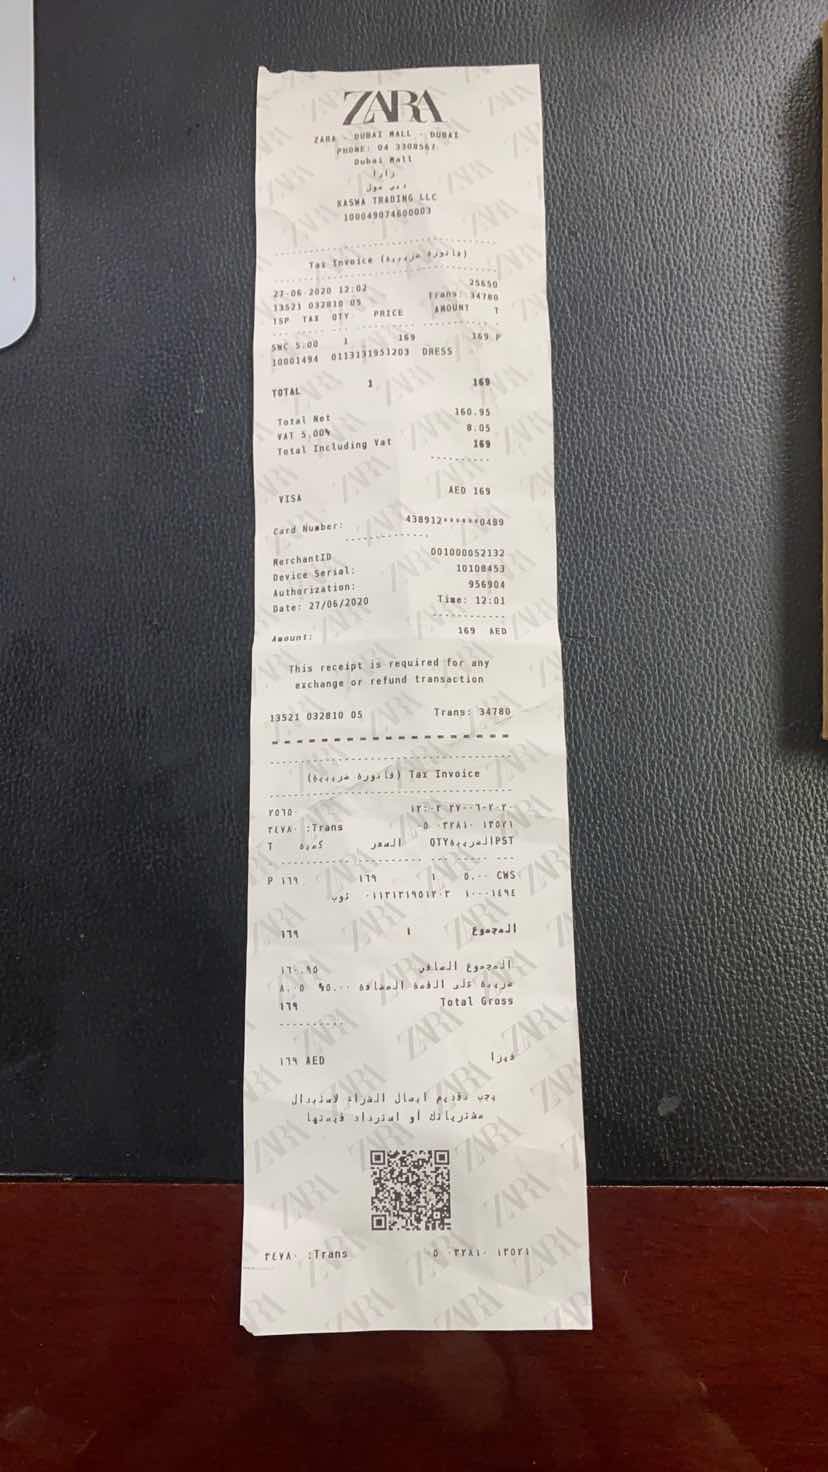 ZARA
ZARA - DUBAI MALL - DUBAI
PHONE: 04 3308567
Dubai Mall
زارا
دبي مول
KASWA TRADING LLC
100049074600003
Tax Invoice (فاتورة ضريبية)
27-06-2020 12:02 25650
13521 032810 05 Trans: 34780
TSP TAX QTY PRICE AMOUNT T
SWC 5.00 1 169 169 P
10001494 0113131951203 DRESS
TOTAL 1 169
Total Net 160.95
VAT 5.00% 8.05
Total Including Vat 169
VISA AED 169
Card Number: 438912******0489
MerchantID 001000052132
Device Serial: 10108453
Authorization: 956904
Date: 27/06/2020 Time: 12:01
Amount: 169 AED
This receipt is required for any
exchange or refund transaction
13521 032810 05 Trans: 34780
(فاتورة ضريبية) Tax Invoice
٣٤٧٨٠ :Trans ١٣٥٢١ ٠٣٢٨١٠ ٠٥
T كمية السعر QTYالضريبةPST
P ١٦٩ ١٦٩ ١ ٥.٠٠ CWS
١٠٠٠١٤٩٤ ٠١١٣١٣١٩٥١٢٠٣ ثوب
المجموع ١ ١٦٩
المجموع الصافي ١٦٠.٩٥
ضريبة على القيمة المضافة ٥.٠٠% ٨.٠٥
١٦٩ Total Gross
١٦٩ AED فيزا
يجب تقديم ايصال الشراء لاستبدال
مشترياتك أو استرداد قيمتها
٣٤٧٨٠ :Trans ١٣٥٢١ ٠٣٢٨١٠ ٠٥